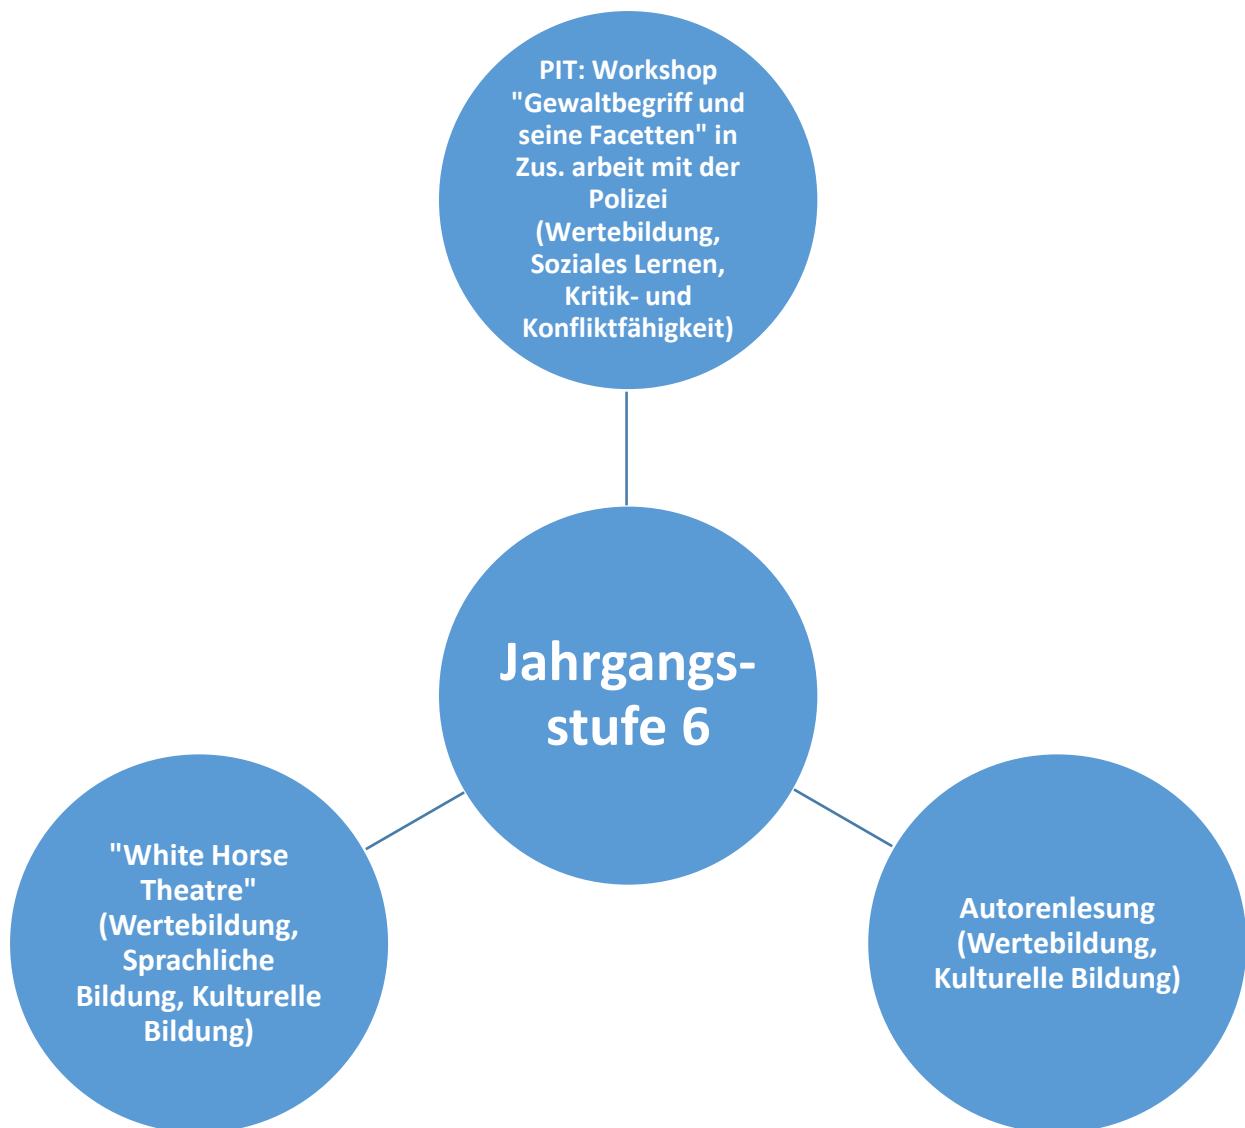 PIT: Workshop
"Gewaltbegriff und
seine Facetten" in
Zus. arbeit mit der
Polizei
(Wertebildung,
Soziales Lernen,
Kritik- und
Konfliktfähigkeit)
Jahrgangs-
stufe 6
"White Horse
Theatre"
(Wertebildung,
Sprachliche
Bildung, Kulturelle
Bildung)
Autorenlesung
(Wertebildung,
Kulturelle Bildung)